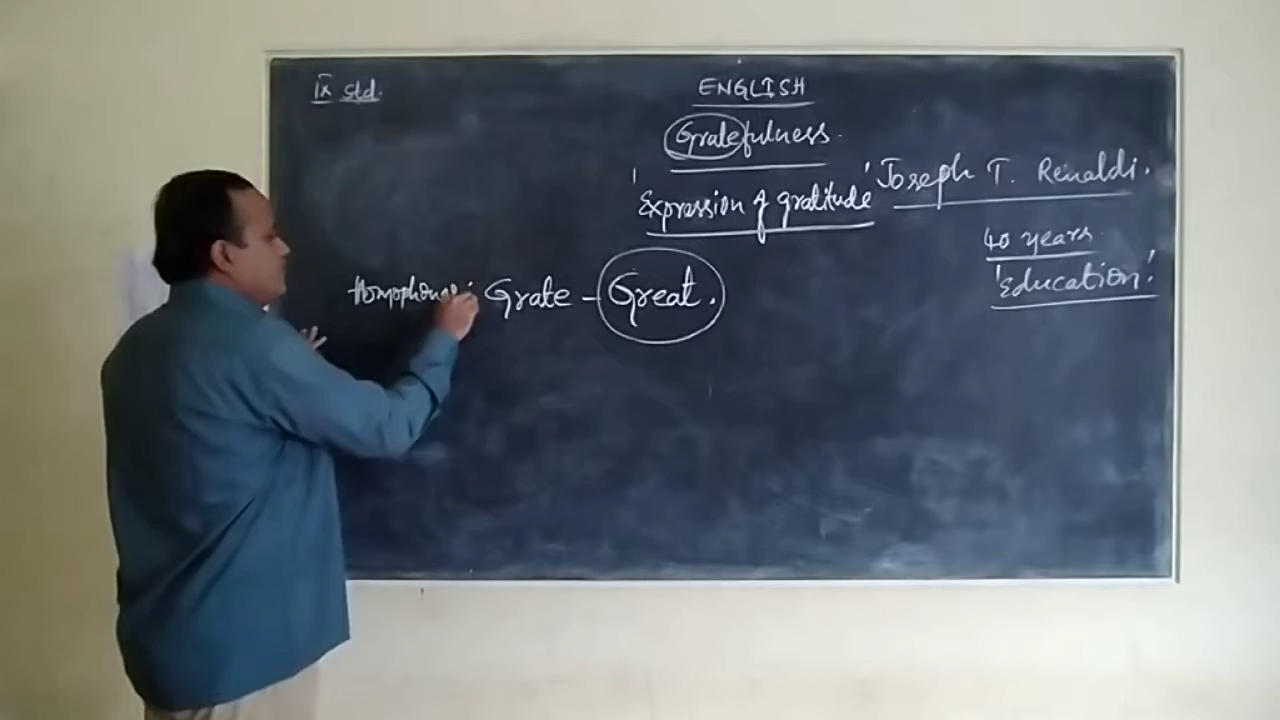 IX std.
ENGLISH
Gratefulness.
'Expression of gratitude' Joseph T. Renaldi.
40 years.
'Education'
Homophones: Grate - Great.